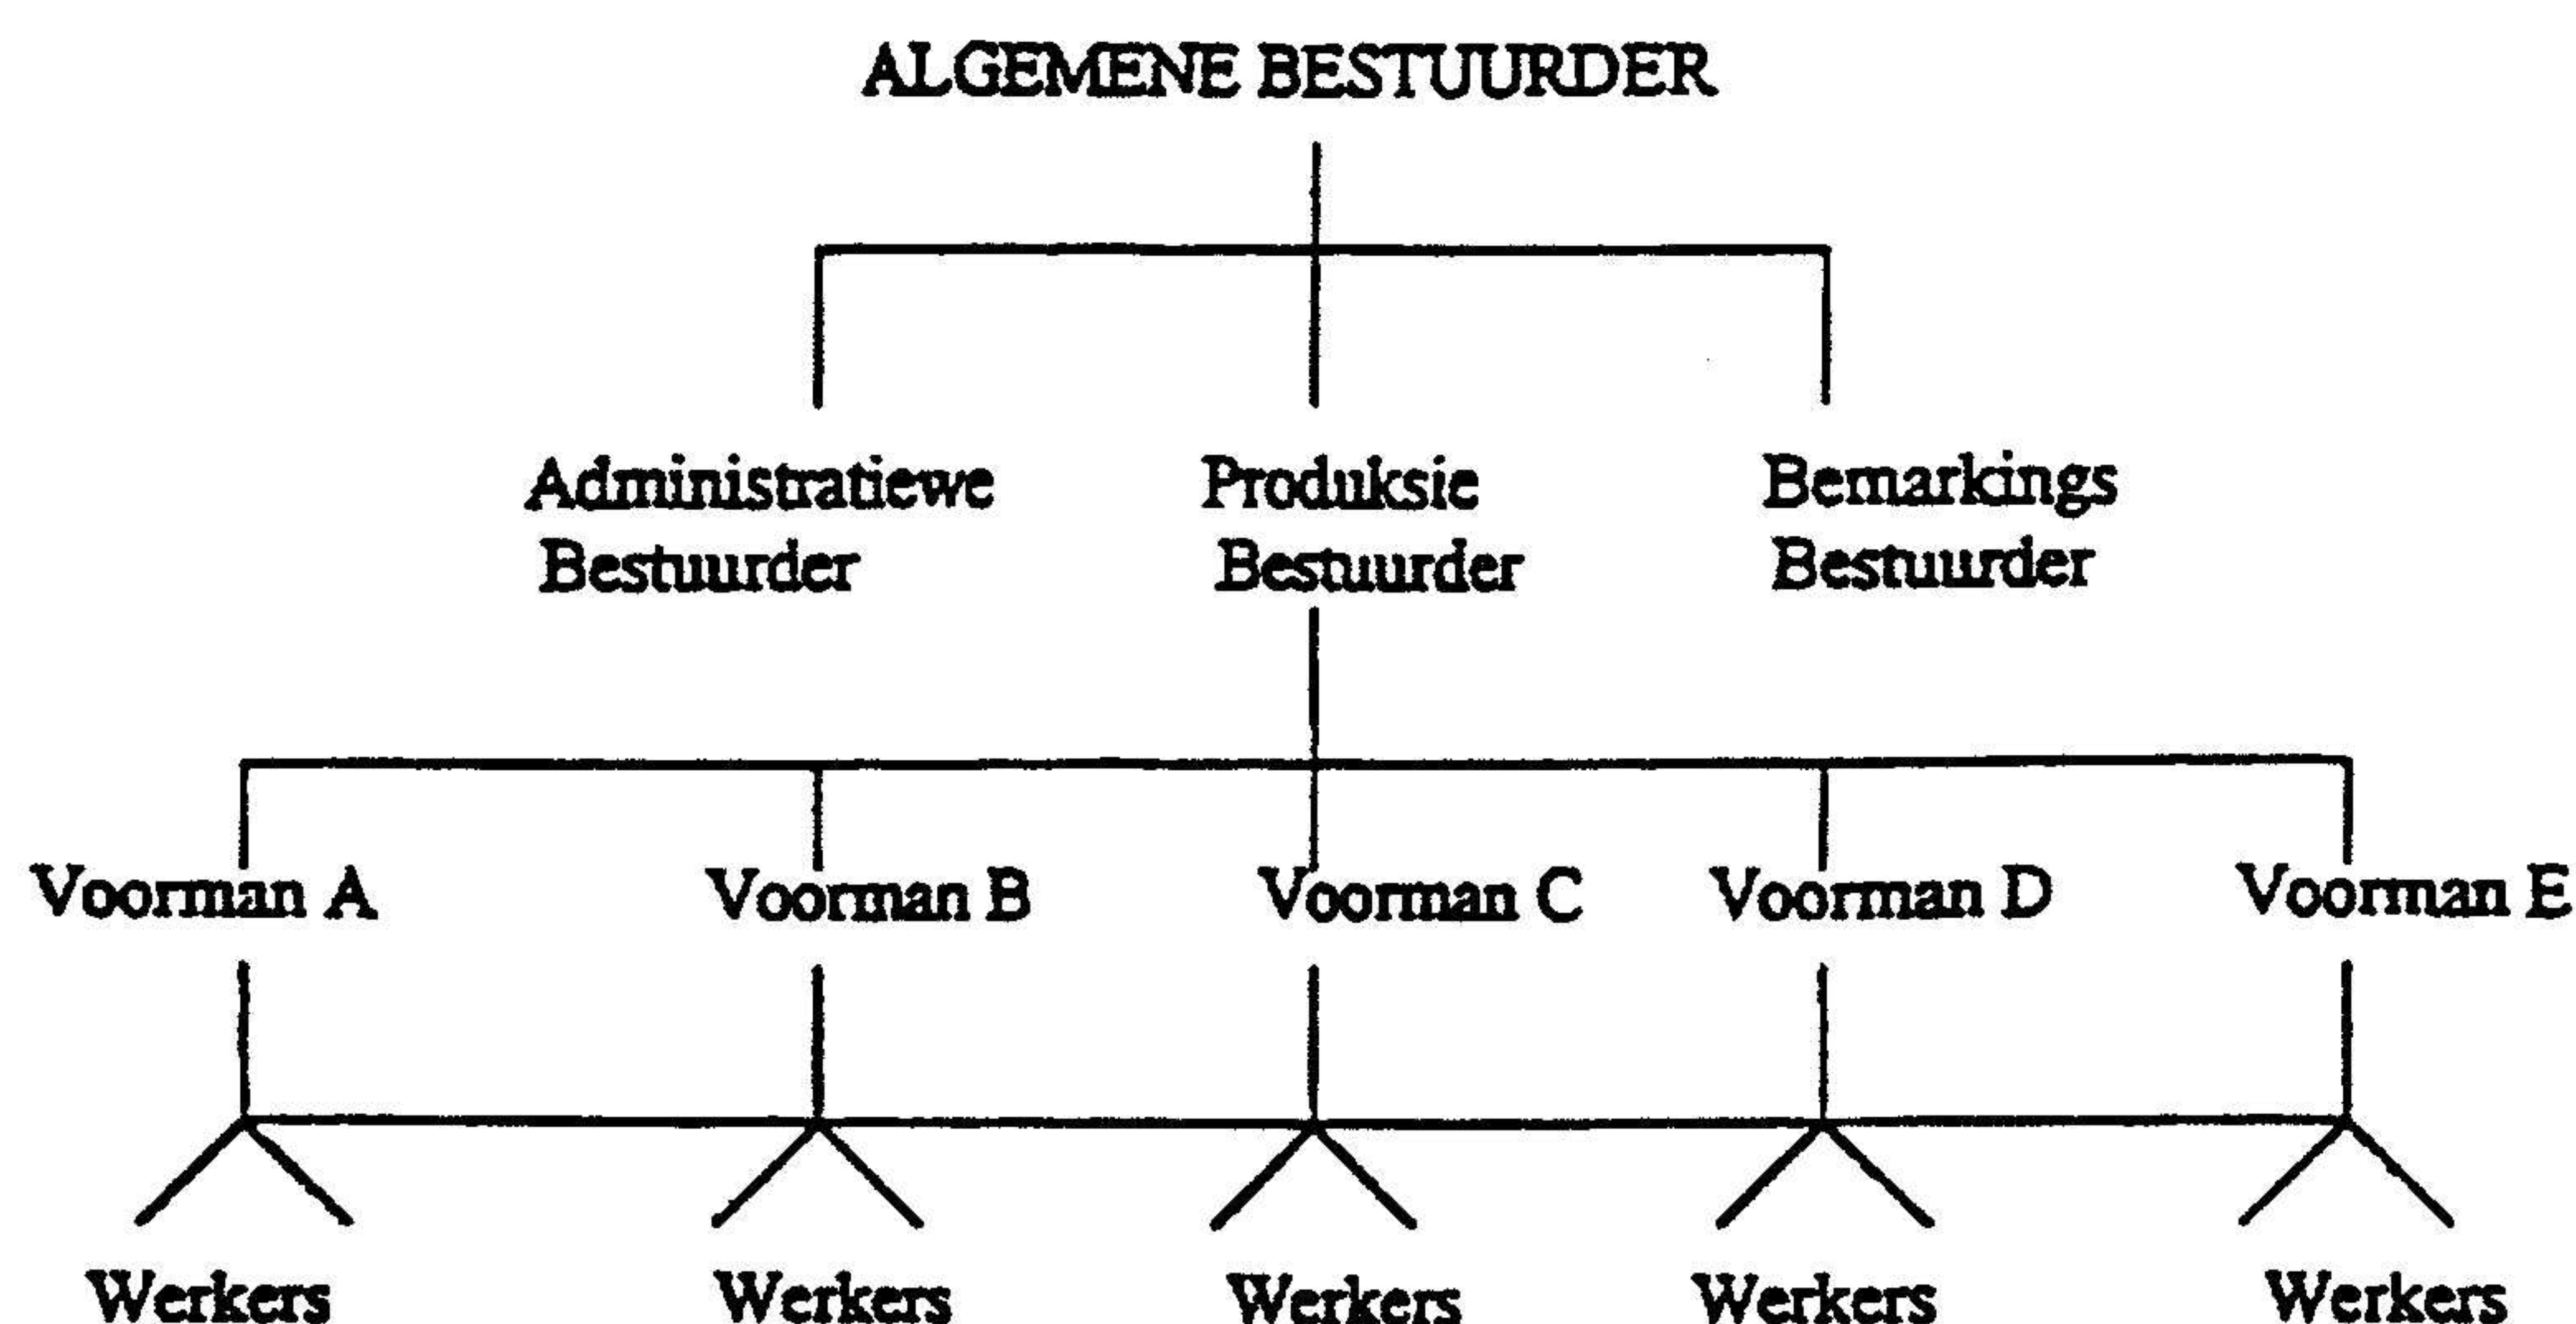 ALGEMENE BESTUURDER
Administratiewe
Bestuurder
Produksie
Bestuurder
Bemarkings
Bestuurder
Voorman A
Voorman B
Voorman C
Voorman D
Voorman E
Werkers
Werkers
Werkers
Werkers
Werkers